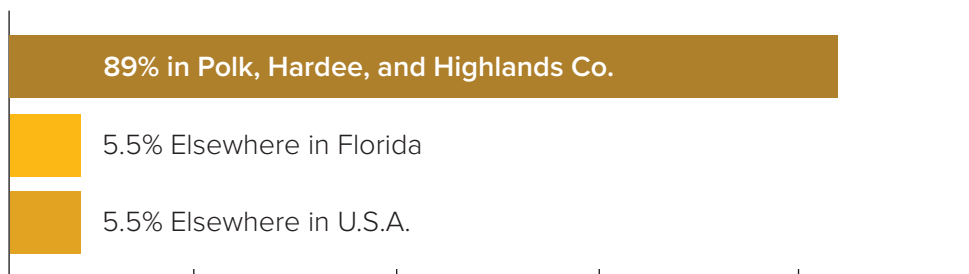 89% in Polk, Hardee, and Highlands Co.
5.5% Elsewhere in Florida
5.5% Elsewhere in U.S.A.